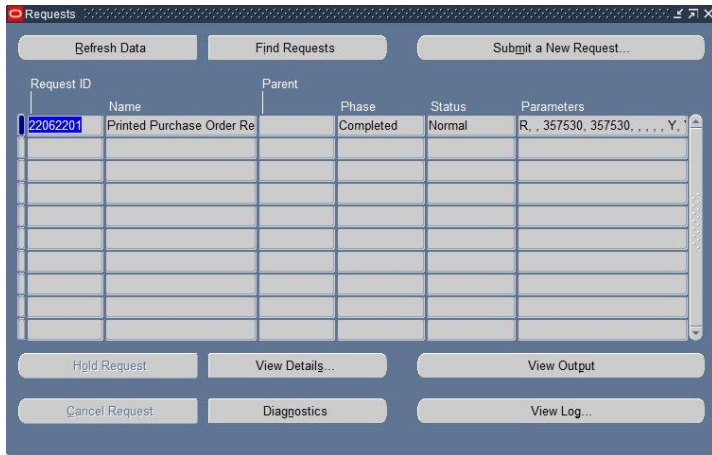 Requests
Refresh Data Find Requests Submit a New Request...
Request ID Parent
Name Phase Status Parameters
22062201 Printed Purchase Order Re Completed Normal R, , 357530, 357530, , , , , Y, Y
Hold Request View Details... View Output
Cancel Request Diagnostics View Log...